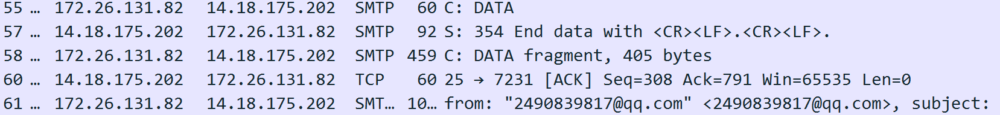 55 … 172.26.131.82 14.18.175.202 SMTP 60 C: DATA
57 … 14.18.175.202 172.26.131.82 SMTP 92 S: 354 End data with <CR><LF>.<CR><LF>.
58 … 172.26.131.82 14.18.175.202 SMTP 459 C: DATA fragment, 405 bytes
60 … 14.18.175.202 172.26.131.82 TCP 60 25 → 7231 [ACK] Seq=308 Ack=791 Win=65535 Len=0
61 … 172.26.131.82 14.18.175.202 SMT… 10… from: "2490839817@qq.com" <2490839817@qq.com>, subject: